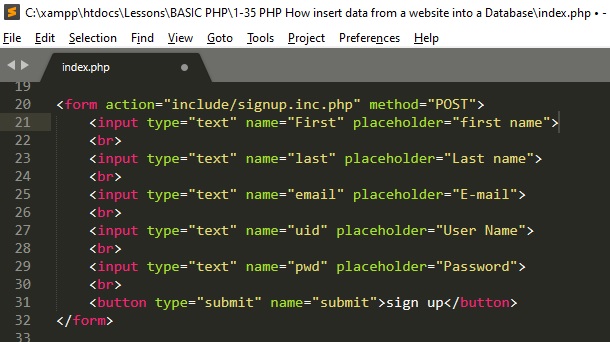 C:\xampp\htdocs\Lessons\BASIC PHP\1-35 PHP How insert data from a website into a Database\index.php • -
File Edit Selection Find View Goto Tools Project Preferences Help
index.php
19
20 <form action="include/signup.inc.php" method="POST">
21 <input type="text" name="First" placeholder="first name">
22 <br>
23 <input type="text" name="last" placeholder="Last name">
24 <br>
25 <input type="text" name="email" placeholder="E-mail">
26 <br>
27 <input type="text" name="uid" placeholder="User Name">
28 <br>
29 <input type="text" name="pwd" placeholder="Password">
30 <br>
31 <button type="submit" name="submit">sign up</button>
32 </form>
33